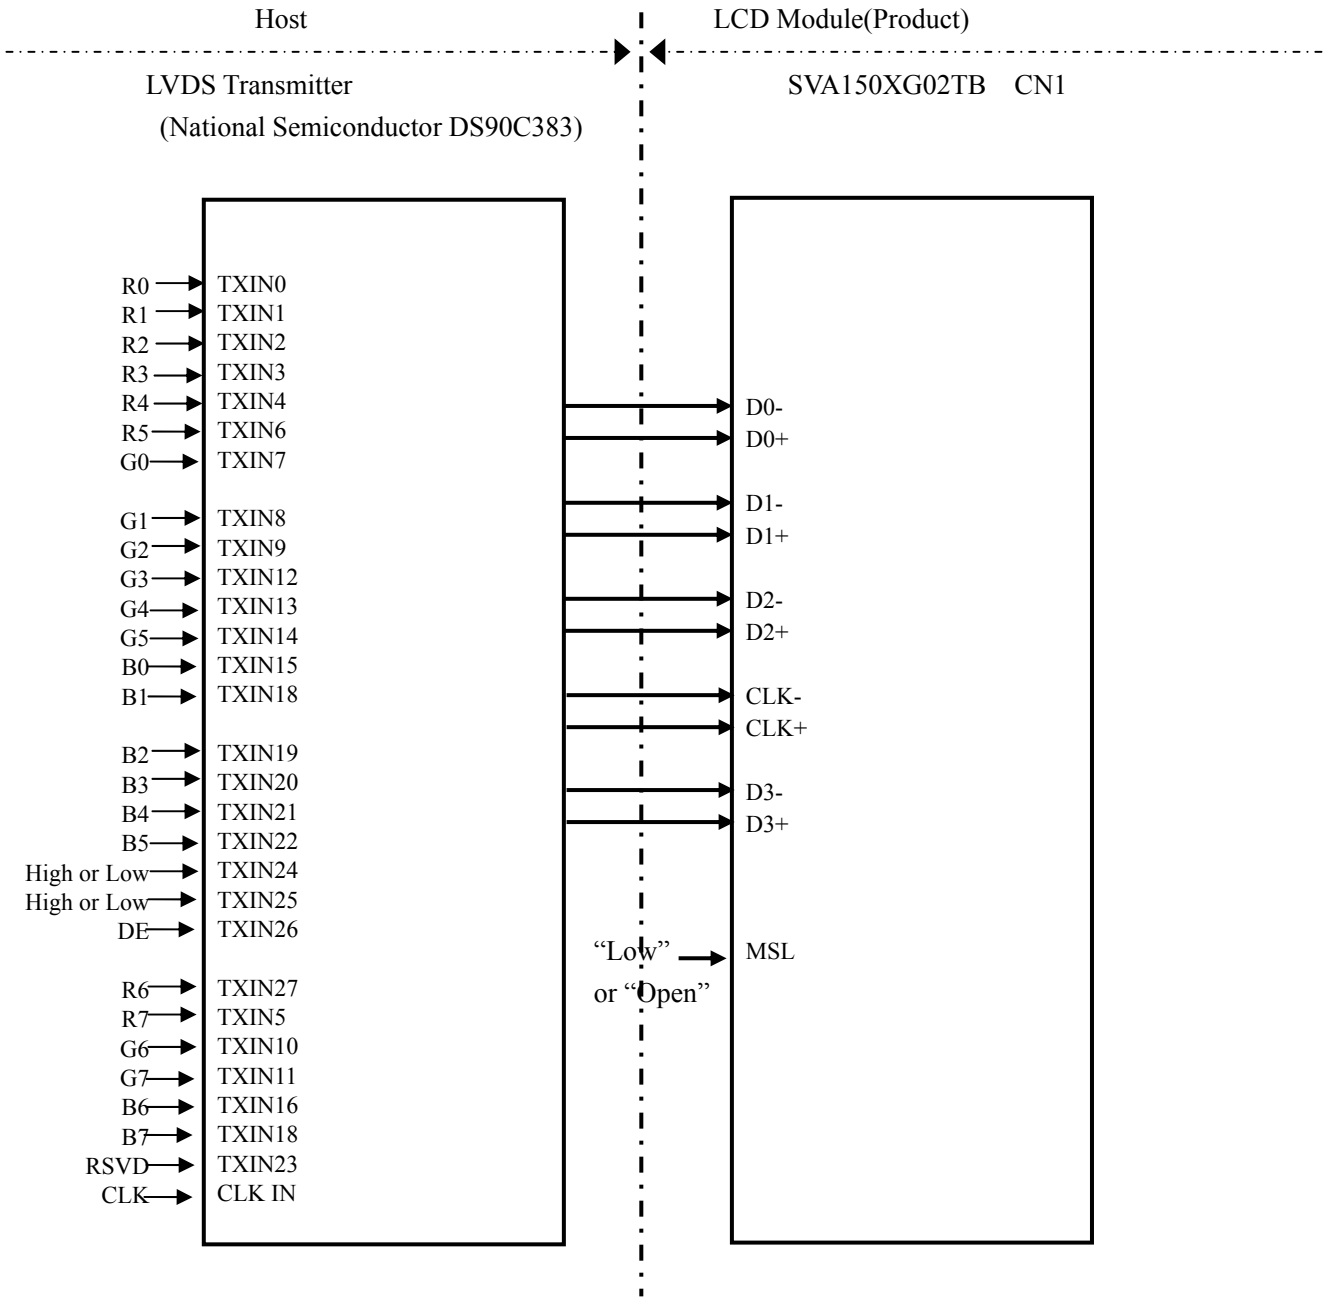 Host LCD Module(Product)
LVDS Transmitter SVA150XG02TB CN1
(National Semiconductor DS90C383)
R0 TXIN0
R1 TXIN1
R2 TXIN2
R3 TXIN3
R4 TXIN4 D0-
R5 TXIN6 D0+
G0 TXIN7
D1-
G1 TXIN8 D1+
G2 TXIN9
G3 TXIN12
G4 TXIN13 D2-
G5 TXIN14 D2+
B0 TXIN15
B1 TXIN18 CLK-
CLK+
B2 TXIN19
B3 TXIN20 D3-
B4 TXIN21 D3+
B5 TXIN22
High or Low TXIN24
High or Low TXIN25
DE TXIN26
“Low” MSL
R6 TXIN27 or “Open”
R7 TXIN5
G6 TXIN10
G7 TXIN11
B6 TXIN16
B7 TXIN18
RSVD TXIN23
CLK CLK IN